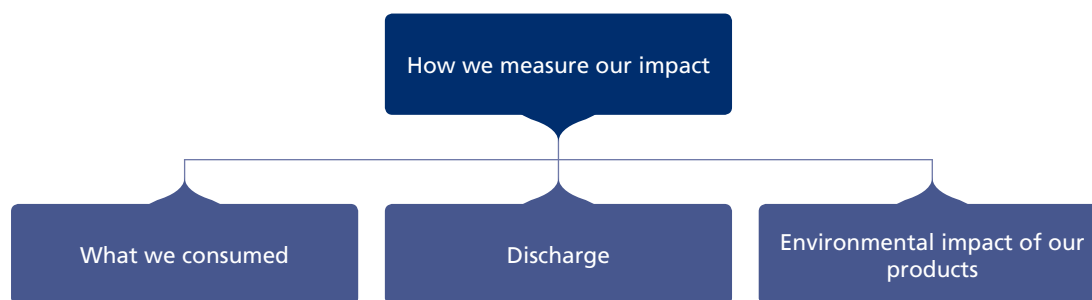 How we measure our impact
What we consumed
Discharge
Environmental impact of our
products